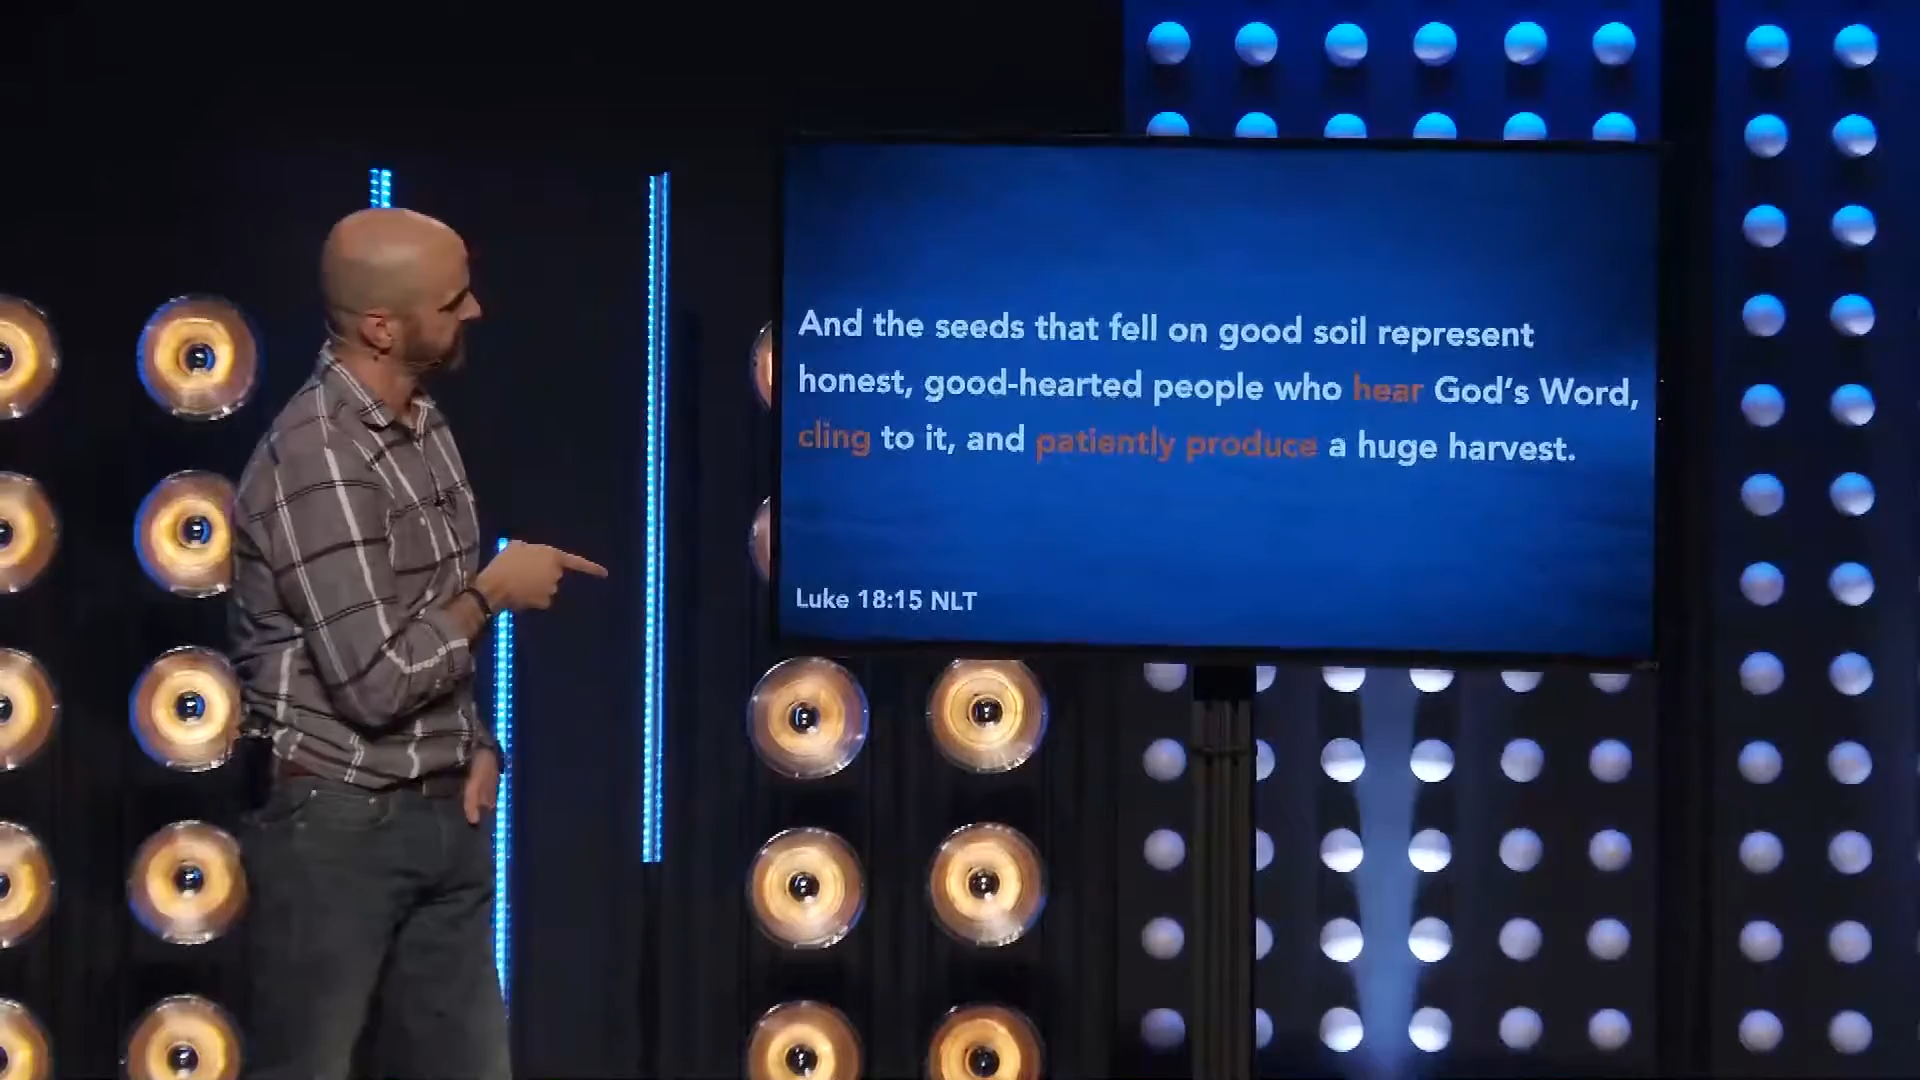 And the seeds that fell on good soil represent
honest, good-hearted people who hear God's Word,
cling to it, and patiently produce a huge harvest.
Luke 18:15 NLT